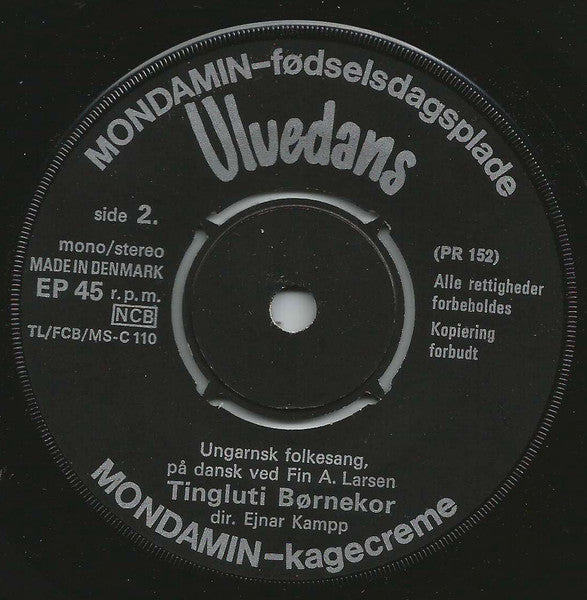 MONDAMIN-fødselsdagsplade
Uluedans
side 2.
mono/stereo
MADE IN DENMARK
EP 45 r.p.m.
NCB
TL/FCB/MS-C 110
(PR 152)
Alle rettigheder
forbeholdes
Kopiering
forbudt
Ungarnsk folkesang,
på dansk ved Fin A. Larsen
Tingluti Børnekor
dir. Ejnar Kampp
MONDAMIN-kagecreme